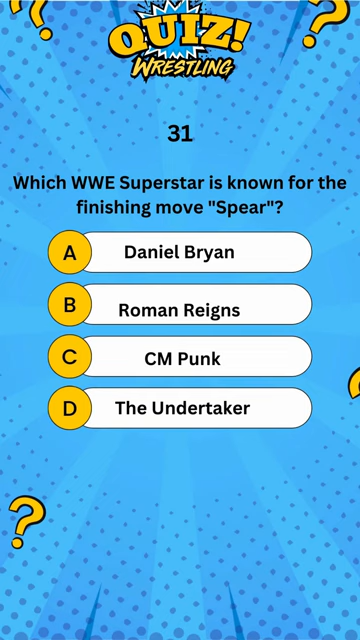 QUIZ!
WRESTLING
31
Which WWE Superstar is known for the
finishing move "Spear"?
A Daniel Bryan
B Roman Reigns
C CM Punk
D The Undertaker